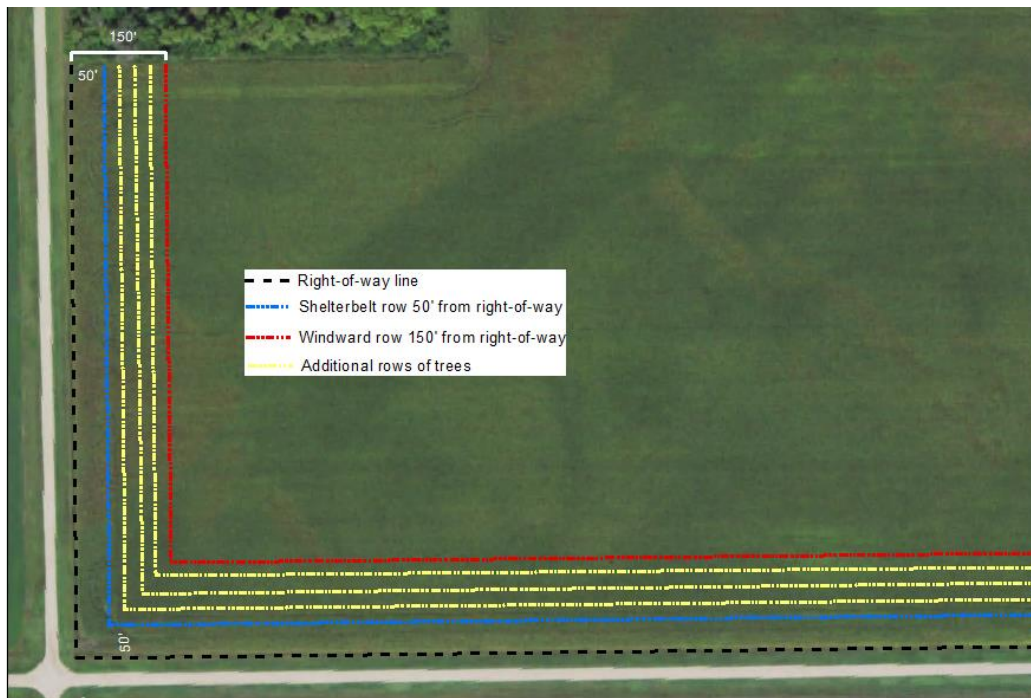 150'
50'
Right-of-way line
Shelterbelt row 50' from right-of-way
Windward row 150' from right-of-way
Additional rows of trees
50'